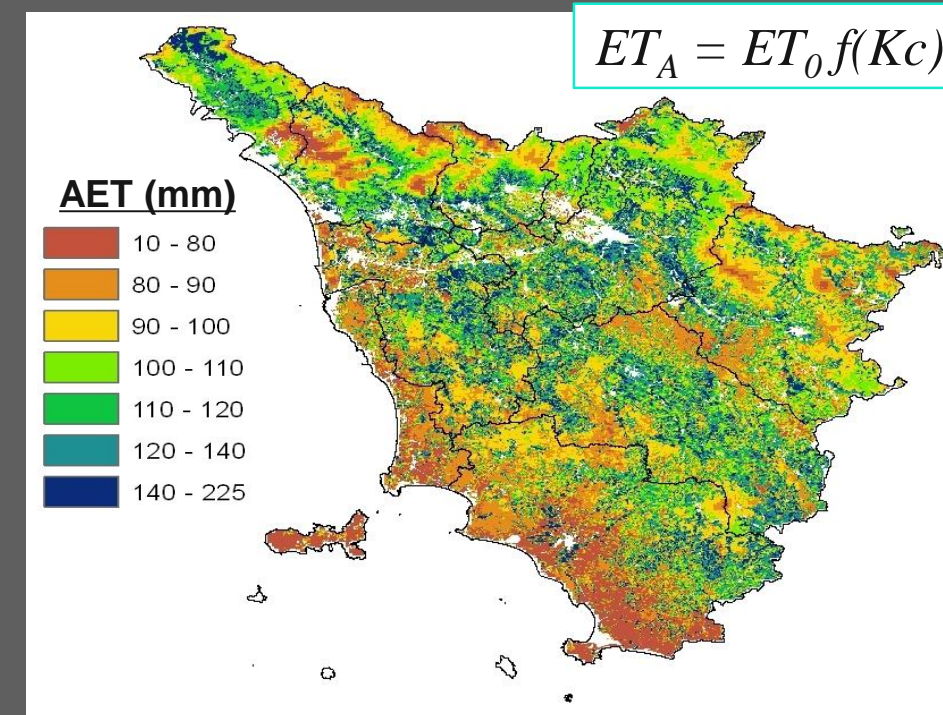 ET_A = ET_0 f(Kc)
AET (mm)
10 - 80
80 - 90
90 - 100
100 - 110
110 - 120
120 - 140
140 - 225